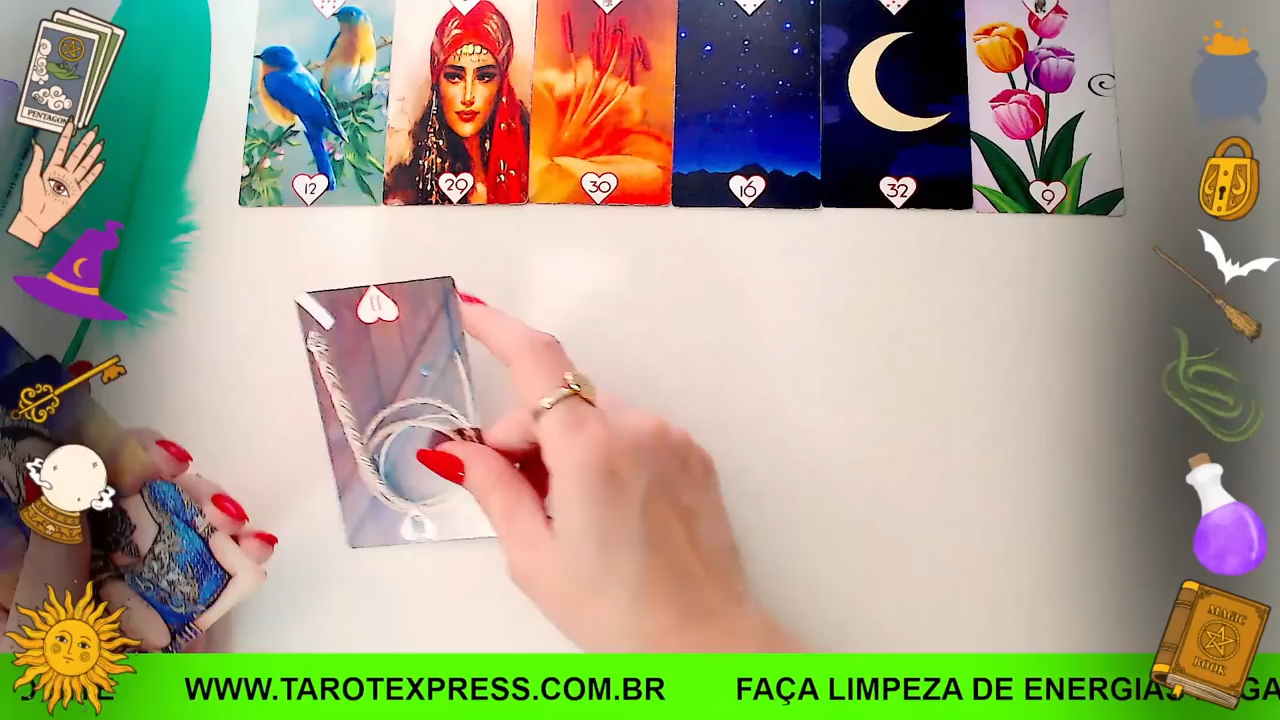 12
29
30
16
32
9
11
PENTAGON
WWW.TAROTEXPRESS.COM.BR
FAÇA LIMPEZA DE ENERGIAS
MAGIC
BOOK